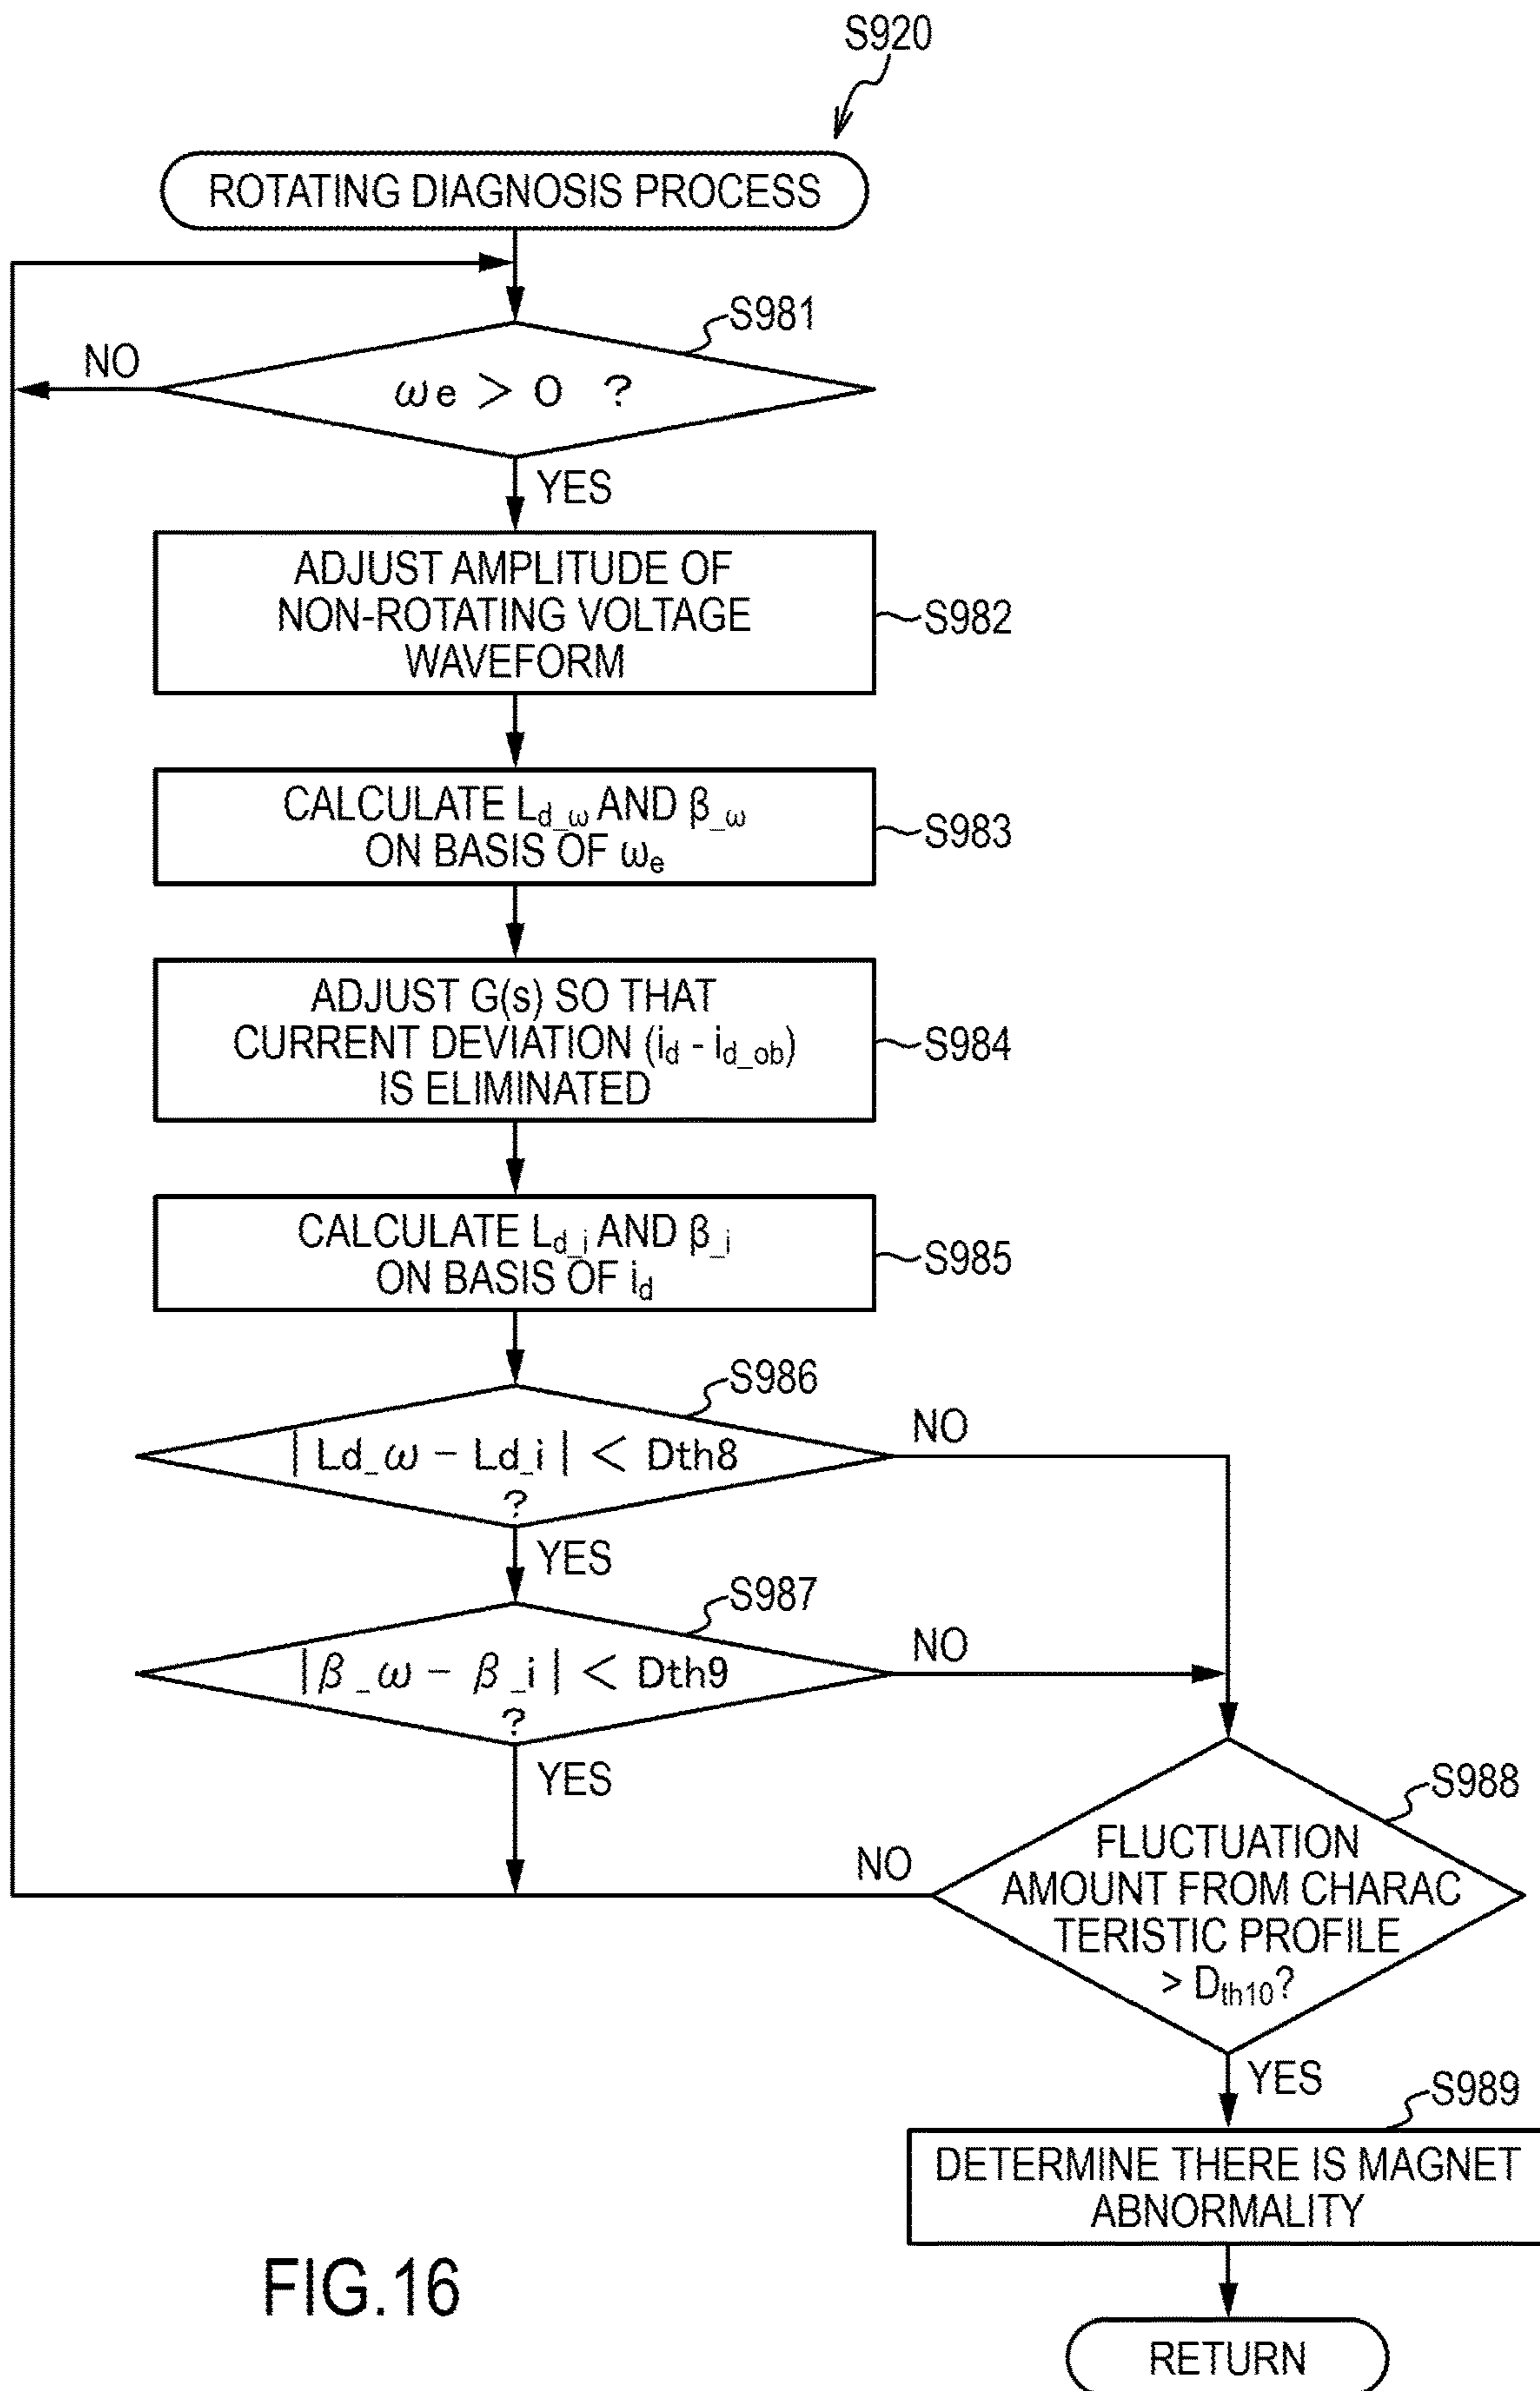 S920
ROTATING DIAGNOSIS PROCESS
S981
NO
ωe > 0 ?
YES
ADJUST AMPLITUDE OF
NON-ROTATING VOLTAGE
WAVEFORM
S982
CALCULATE Ld_ω AND β_ω
ON BASIS OF ωe
S983
ADJUST G(s) SO THAT
CURRENT DEVIATION (id - id_ob)
IS ELIMINATED
S984
CALCULATE Ld_i AND β_i
ON BASIS OF id
S985
S986
NO
| Ld_ω − Ld_i | < Dth8
?
YES
S987
NO
|β_ω − β_i | < Dth9
?
YES
S988
NO
FLUCTUATION
AMOUNT FROM CHARAC
TERISTIC PROFILE
> Dth10?
YES
S989
DETERMINE THERE IS MAGNET
ABNORMALITY
RETURN
FIG.16